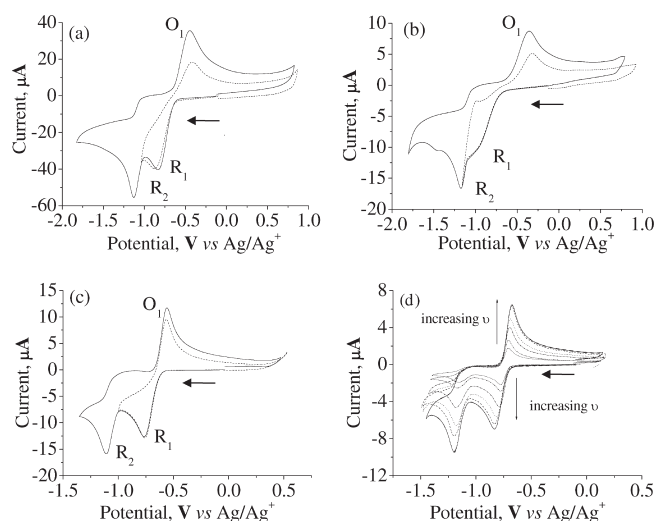 (a)
O1
40
20
0
-20
-40
-60
Current, μA
R1
R2
-2.0 -1.5 -1.0 -0.5 0.0 0.5 1.0
Potential, V vs Ag/Ag+
(b)
O1
10
5
0
-5
-10
-15
-20
Current, μA
R1
R2
-2.0 -1.5 -1.0 -0.5 0.0 0.5 1.0
Potential, V vs Ag/Ag+
(c)
O1
15
10
5
0
-5
-10
-15
-20
Current, μA
R2
R1
-1.5 -1.0 -0.5 0.0 0.5
Potential, V vs Ag/Ag+
(d)
8
4
0
-4
-8
-12
Current, μA
increasing υ
increasing υ
-1.5 -1.0 -0.5 0.0 0.5
Potential, V vs Ag/Ag+